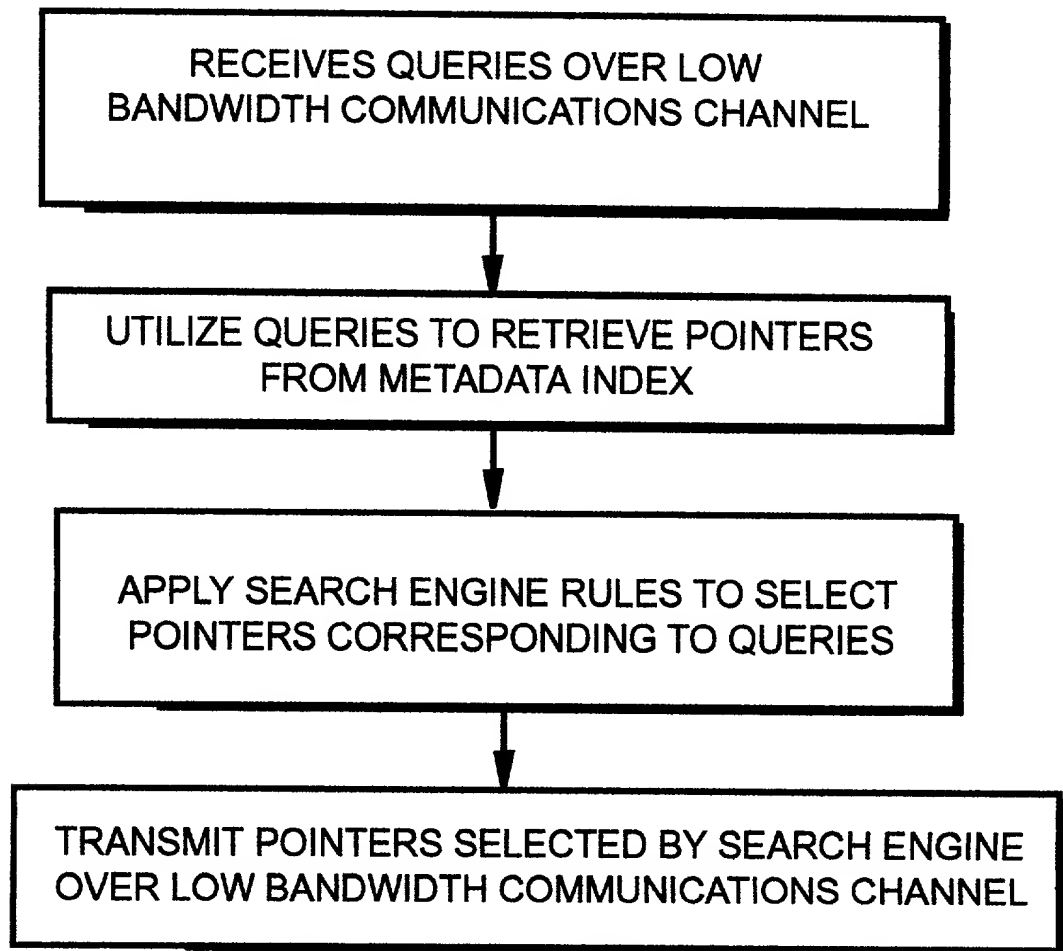 RECEIVES QUERIES OVER LOW
BANDWIDTH COMMUNICATIONS CHANNEL
UTILIZE QUERIES TO RETRIEVE POINTERS
FROM METADATA INDEX
APPLY SEARCH ENGINE RULES TO SELECT
POINTERS CORRESPONDING TO QUERIES
TRANSMIT POINTERS SELECTED BY SEARCH ENGINE
OVER LOW BANDWIDTH COMMUNICATIONS CHANNEL